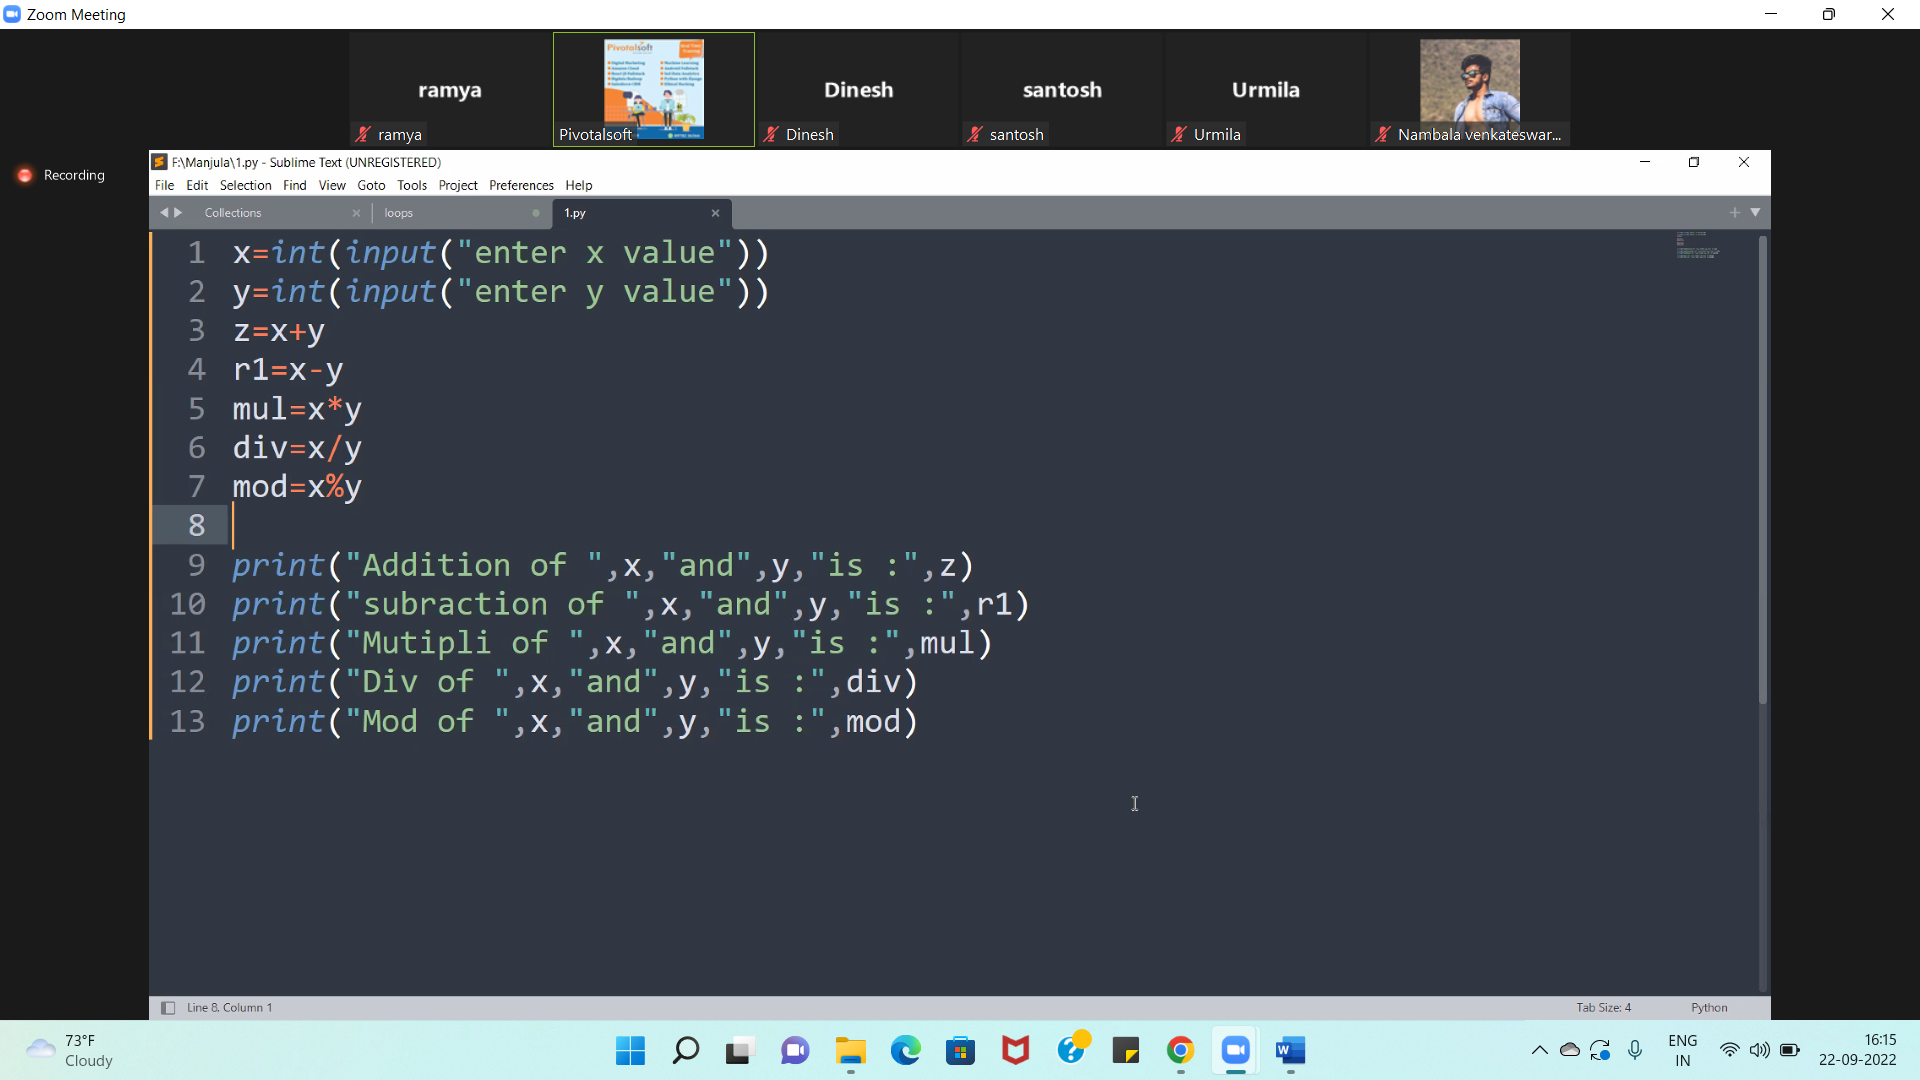 Zoom Meeting
ramya
Dinesh
santosh
Urmila
Pivotalsoft
ramya
Pivotalsoft
Dinesh
santosh
Urmila
Nambala venkateswar...
Recording
F:\Manjula\1.py - Sublime Text (UNREGISTERED)
File Edit Selection Find View Goto Tools Project Preferences Help
Collections loops 1.py
1 x=int(input("enter x value"))
2 y=int(input("enter y value"))
3 z=x+y
4 r1=x-y
5 mul=x*y
6 div=x/y
7 mod=x%y
8
9 print("Addition of ",x,"and",y,"is :",z)
10 print("subraction of ",x,"and",y,"is :",r1)
11 print("Mutipli of ",x,"and",y,"is :",mul)
12 print("Div of ",x,"and",y,"is :",div)
13 print("Mod of ",x,"and",y,"is :",mod)
Line 8, Column 1 Tab Size: 4 Python
73°F
Cloudy
ENG
IN
16:15
22-09-2022